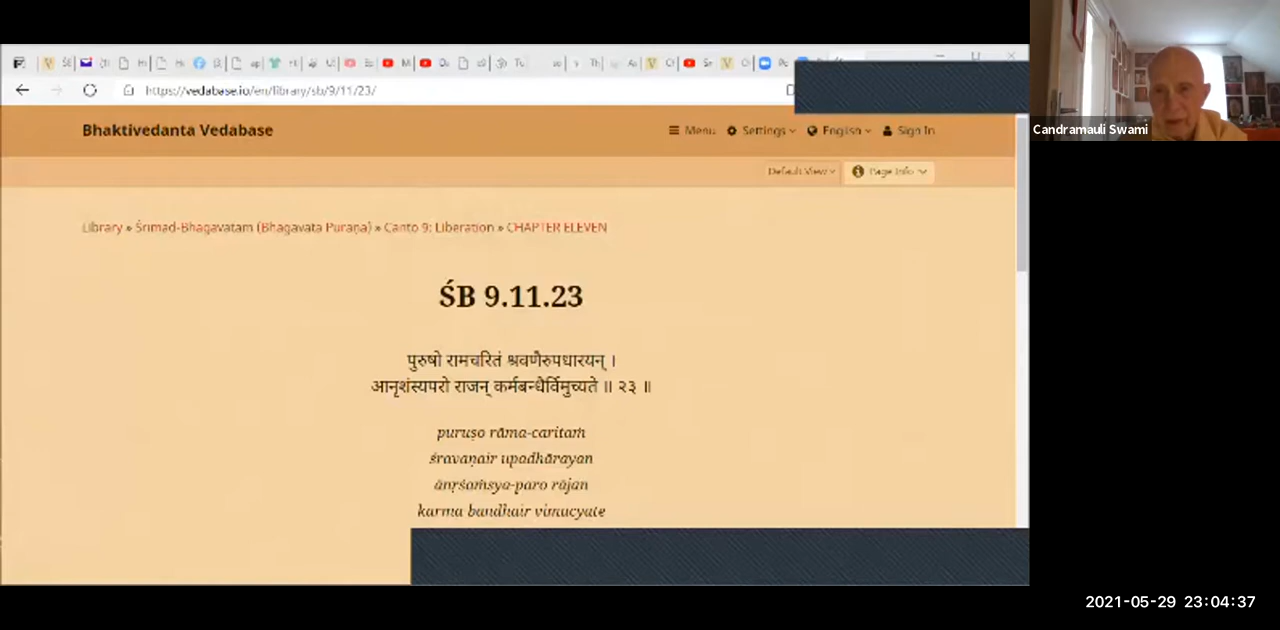 https://vedabase.io/en/library/sb/9/11/23/
Bhaktivedanta Vedabase
Menu Settings English Sign In
Default View Page Info
Library » Śrīmad-Bhāgavatam (Bhāgavata Purāṇa) » Canto 9: Liberation » CHAPTER ELEVEN
ŚB 9.11.23
पुरुषो रामचरितं श्रवणैरुपधारयन् ।
आनृशंस्यपरो राजन् कर्मबन्धैर्विमुच्यते ॥ २३ ॥
puruṣo rāma-caritaṁ
śravaṇair upadhārayan
ānṛśaṁsya-paro rājan
karma bandhair vimucyate
Candramauli Swami
2021-05-29 23:04:37